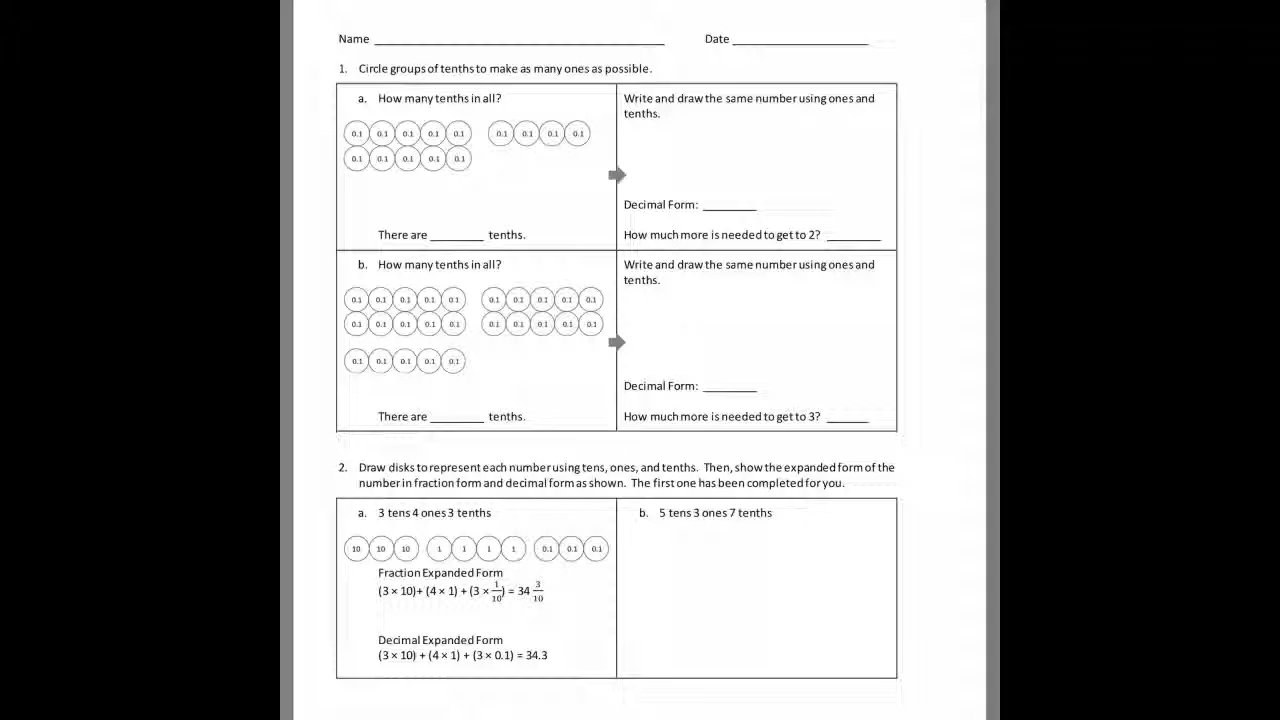 Name ______ Date ______
1. Circle groups of tenths to make as many ones as possible.
a. How many tenths in all?
0.1 0.1 0.1 0.1 0.1 0.1 0.1 0.1 0.1
0.1 0.1 0.1 0.1 0.1
There are ______ tenths.
Write and draw the same number using ones and
tenths.
Decimal Form: ______
How much more is needed to get to 2? ______
b. How many tenths in all?
0.1 0.1 0.1 0.1 0.1 0.1 0.1 0.1 0.1 0.1
0.1 0.1 0.1 0.1 0.1 0.1 0.1 0.1 0.1 0.1
0.1 0.1 0.1 0.1 0.1
There are ______ tenths.
Write and draw the same number using ones and
tenths.
Decimal Form: ______
How much more is needed to get to 3? ______
2. Draw disks to represent each number using tens, ones, and tenths. Then, show the expanded form of the
number in fraction form and decimal form as shown. The first one has been completed for you.
a. 3 tens 4 ones 3 tenths
10 10 10 1 1 1 1 0.1 0.1 0.1
Fraction Expanded Form
(3 × 10)+ (4 × 1) + (3 × 1/10) = 34 3/10
Decimal Expanded Form
(3 × 10) + (4 × 1) + (3 × 0.1) = 34.3
b. 5 tens 3 ones 7 tenths